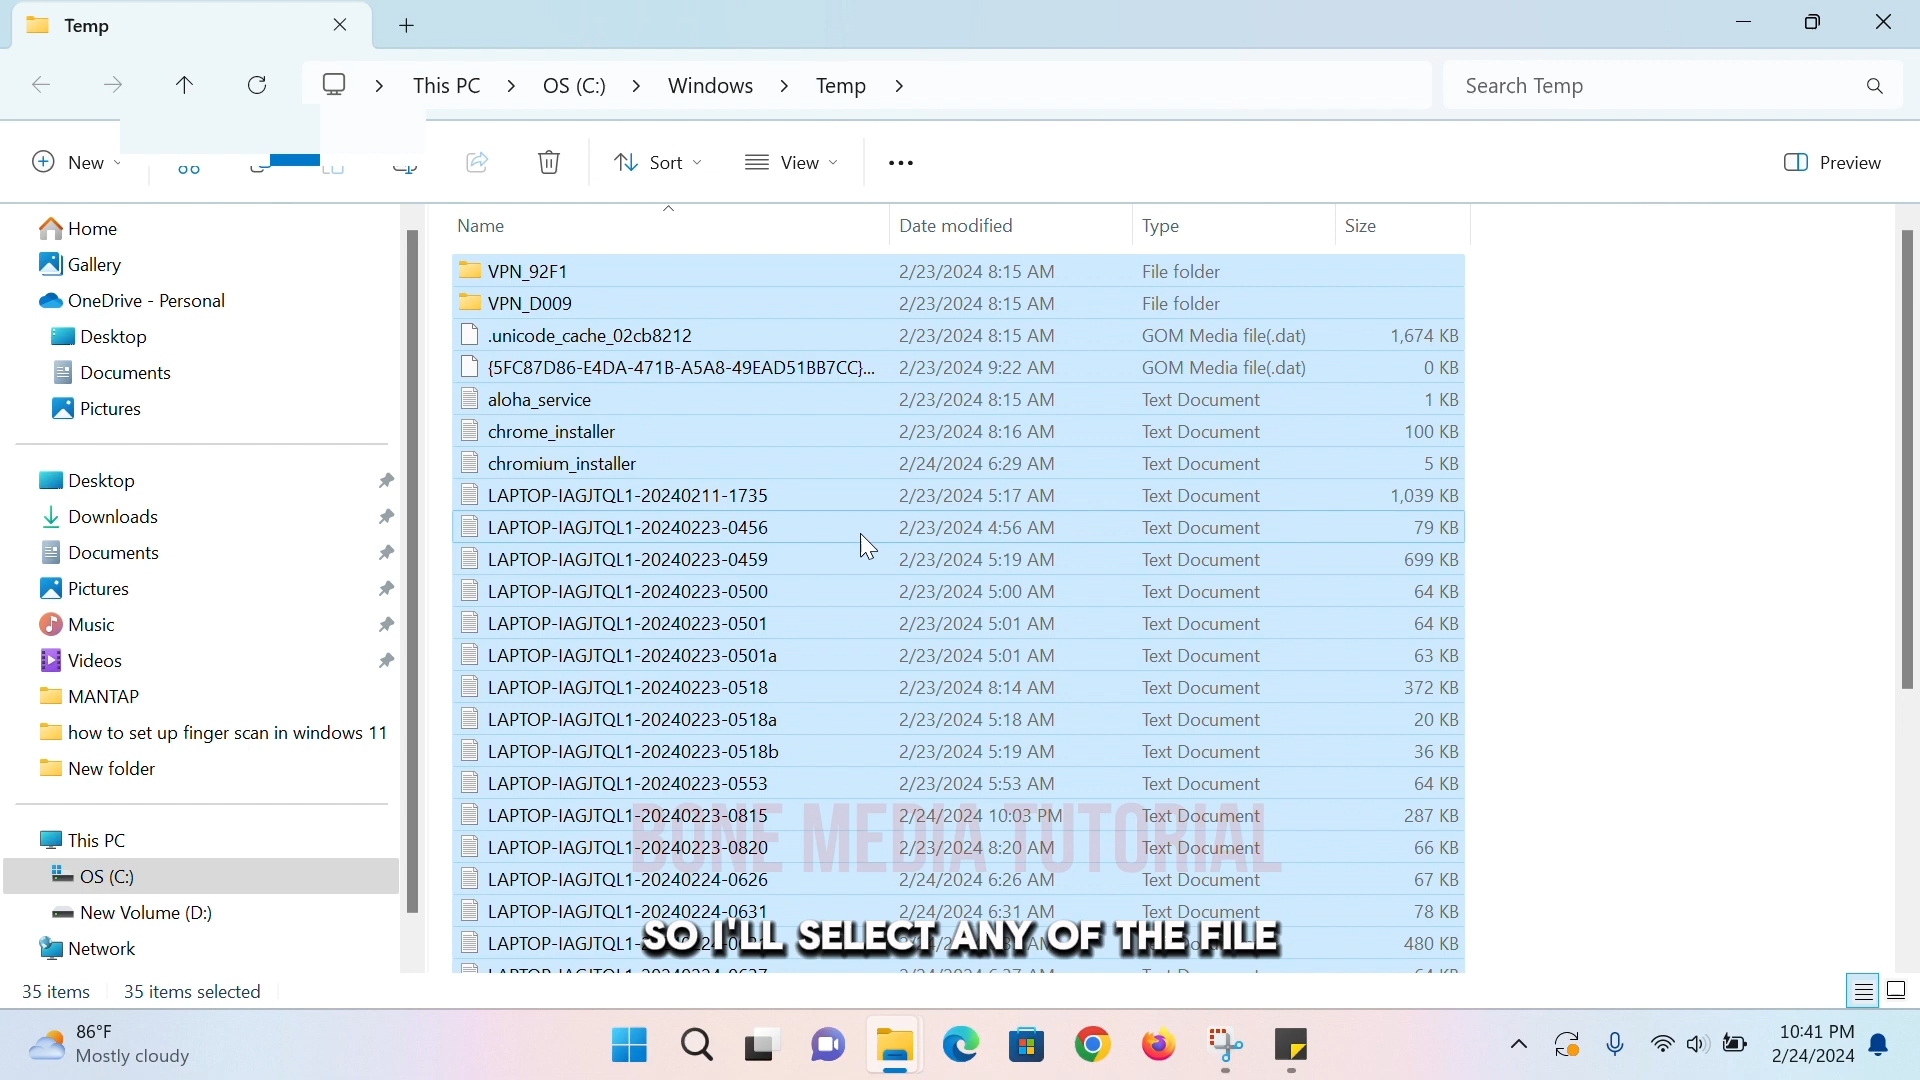 Temp
This PC > OS (C:) > Windows > Temp >
Search Temp
New
Sort
View
Preview
Home
Gallery
OneDrive - Personal
Desktop
Documents
Pictures
Desktop
Downloads
Documents
Pictures
Music
Videos
MANTAP
how to set up finger scan in windows 11
New folder
This PC
OS (C:)
New Volume (D:)
Network
Name Date modified Type Size
VPN_92F1 2/23/2024 8:15 AM File folder
VPN_D009 2/23/2024 8:15 AM File folder
.unicode_cache_02cb8212 2/23/2024 8:15 AM GOM Media file(.dat) 1,674 KB
{5FC87D86-E4DA-471B-A5A8-49EAD51BB7CC}... 2/23/2024 9:22 AM GOM Media file(.dat) 0 KB
aloha_service 2/23/2024 8:15 AM Text Document 1 KB
chrome_installer 2/23/2024 8:16 AM Text Document 100 KB
chromium_installer 2/24/2024 6:29 AM Text Document 5 KB
LAPTOP-IAGJTQL1-20240211-1735 2/23/2024 5:17 AM Text Document 1,039 KB
LAPTOP-IAGJTQL1-20240223-0456 2/23/2024 4:56 AM Text Document 79 KB
LAPTOP-IAGJTQL1-20240223-0459 2/23/2024 5:19 AM Text Document 699 KB
LAPTOP-IAGJTQL1-20240223-0500 2/23/2024 5:00 AM Text Document 64 KB
LAPTOP-IAGJTQL1-20240223-0501 2/23/2024 5:01 AM Text Document 64 KB
LAPTOP-IAGJTQL1-20240223-0501a 2/23/2024 5:01 AM Text Document 63 KB
LAPTOP-IAGJTQL1-20240223-0518 2/23/2024 8:14 AM Text Document 372 KB
LAPTOP-IAGJTQL1-20240223-0518a 2/23/2024 5:18 AM Text Document 20 KB
LAPTOP-IAGJTQL1-20240223-0518b 2/23/2024 5:19 AM Text Document 36 KB
LAPTOP-IAGJTQL1-20240223-0553 2/23/2024 5:53 AM Text Document 64 KB
LAPTOP-IAGJTQL1-20240223-0815 2/24/2024 10:03 PM Text Document 287 KB
BONE MEDIA TUTORIAL
LAPTOP-IAGJTQL1-20240223-0820 2/23/2024 8:20 AM Text Document 66 KB
LAPTOP-IAGJTQL1-20240224-0626 2/24/2024 6:26 AM Text Document 67 KB
LAPTOP-IAGJTQL1-20240224-0631 2/24/2024 6:31 AM Text Document 78 KB
SO I'LL SELECT ANY OF THE FILE
480 KB
35 items 35 items selected
86°F
Mostly cloudy
10:41 PM
2/24/2024